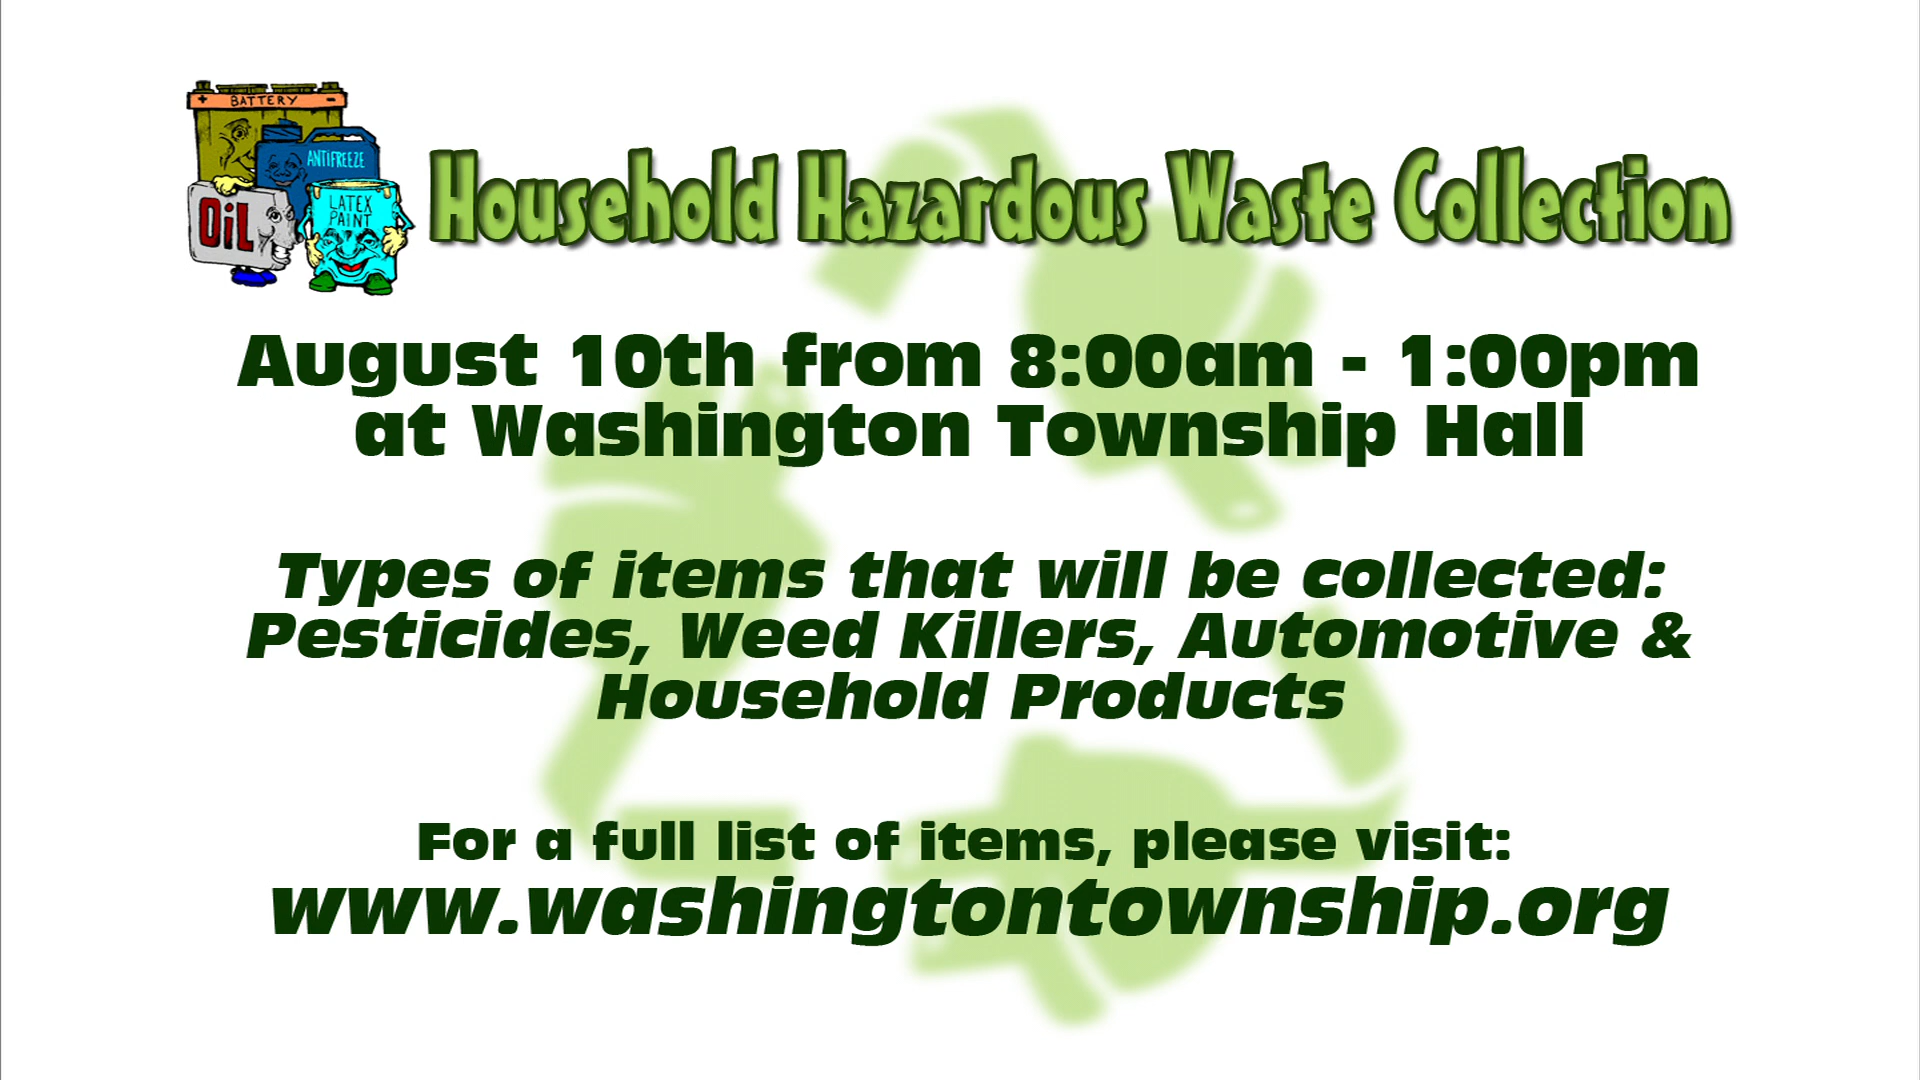 BATTERY
ANTIFREEZE
OiL
LATEX
PAINT
Household Hazardous Waste Collection
August 10th from 8:00am - 1:00pm
at Washington Township Hall
Types of items that will be collected:
Pesticides, Weed Killers, Automotive &
Household Products
For a full list of items, please visit:
www.washingtontownship.org